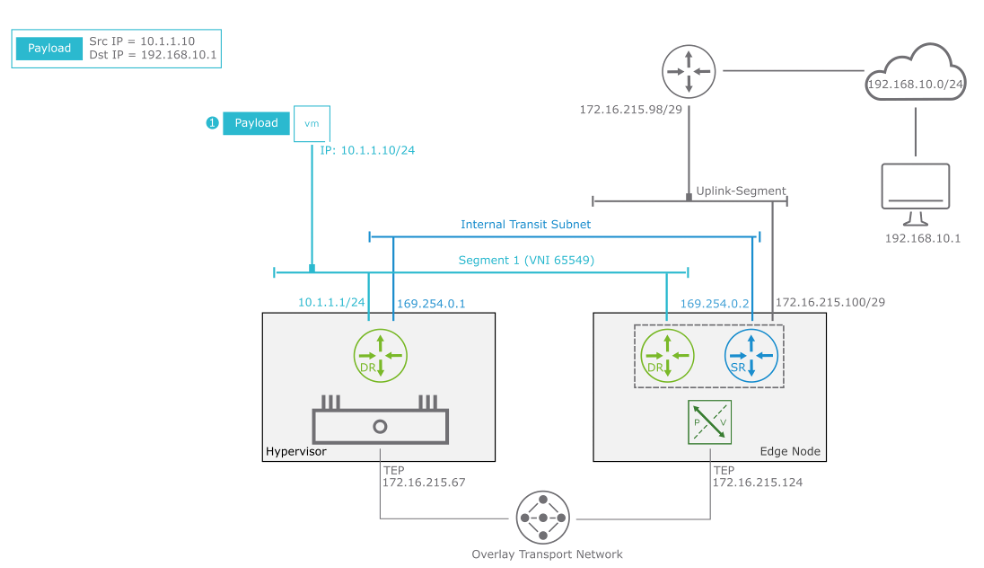 Payload
Src IP = 10.1.1.10
Dst IP = 192.168.10.1
192.168.10.0/24
172.16.215.98/29
1
Payload
vm
IP: 10.1.1.10/24
Uplink-Segment
192.168.10.1
Internal Transit Subnet
Segment 1 (VNI 65549)
10.1.1.1/24
169.254.0.1
169.254.0.2
172.16.215.100/29
DR
DR
SR
P
V
Hypervisor
Edge Node
TEP
172.16.215.67
TEP
172.16.215.124
Overlay Transport Network